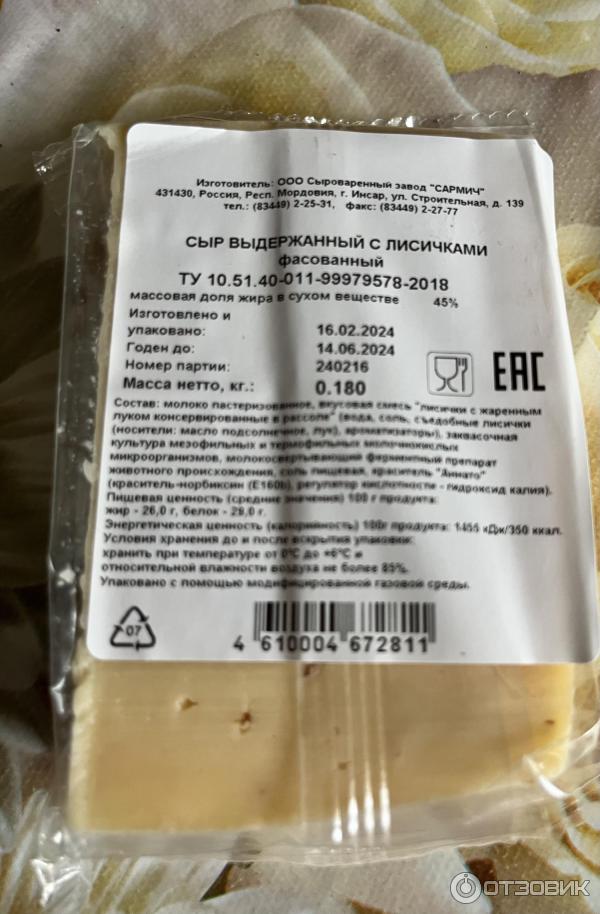 Изготовитель: ООО Сыроваренный завод "САРМИЧ"
431430, Россия, Респ. Мордовия, г. Инсар, ул. Строительная, д. 139
тел.: (83449) 2-25-31, факс: (83449) 2-27-77
СЫР ВЫДЕРЖАННЫЙ С ЛИСИЧКАМИ
фасованный
ТУ 10.51.40-011-99979578-2018
массовая доля жира в сухом веществе 45%
Изготовлено и
упаковано: 16.02.2024
Годен до: 14.06.2024
Номер партии: 240216
Масса нетто, кг.: 0.180
EAC
Состав: молоко пастеризованное, вкусовая смесь "лисички с жаренным
луком консервированные в рассоле" (вода, соль, съедобные лисички
(носители: масло подсолнечное, лук), ароматизаторы), заквасочная
культура мезофильных и термофильных молочнокислых
микроорганизмов, молокосвертывающий ферментный препарат
животного происхождения, соль пищевая, краситель "Аннато"
(краситель-норбиксин (E160b), регулятор кислотности - гидроксид калия).
Пищевая ценность (средние значения) 100 г продукта:
жир - 26,0 г, белок - 29,0 г.
Энергетическая ценность (калорийность) 100г продукта: 1455 кДж/350 ккал.
Условия хранения до и после вскрытия упаковки:
хранить при температуре от 0°C до +6°C и
относительной влажности воздуха не более 85%.
Упаковано с помощью модифицированной газовой среды.
07
4 610004 672811
ОТЗОВИК